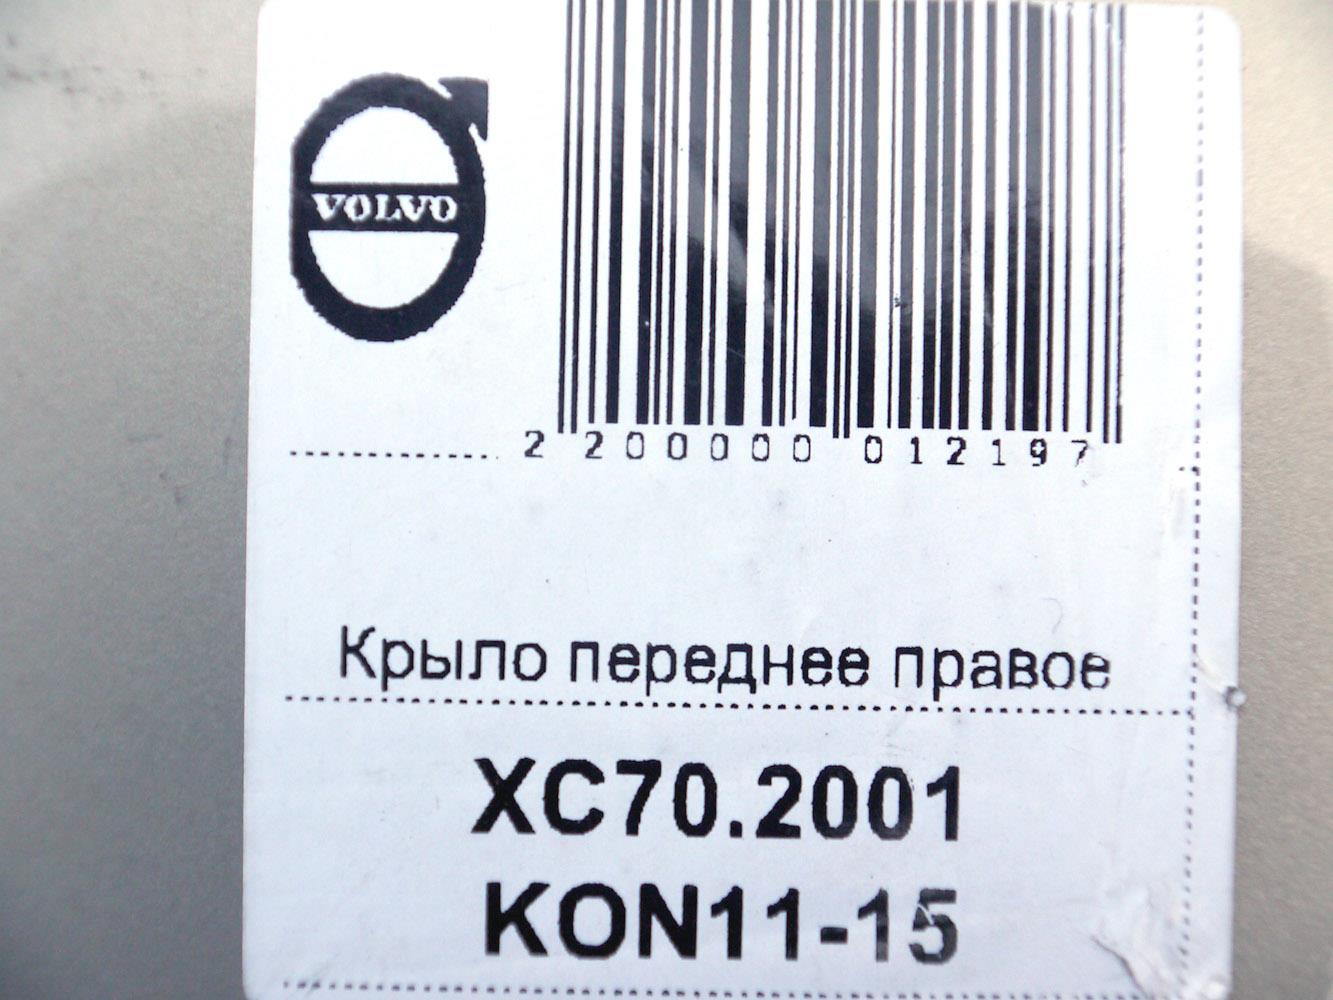 VOLVO
2 200000 012197
Крыло переднее правое
XC70.2001
KON11-15